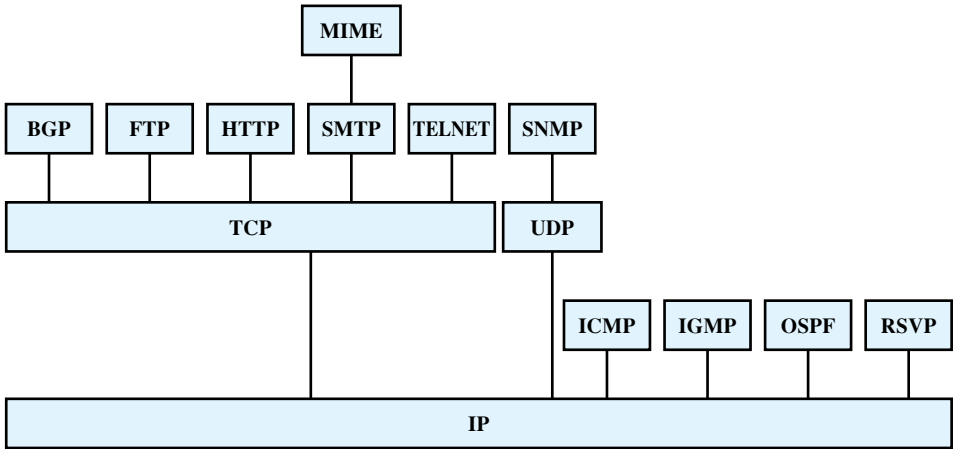 MIME
BGP FTP HTTP SMTP TELNET SNMP
TCP UDP
ICMP IGMP OSPF RSVP
IP